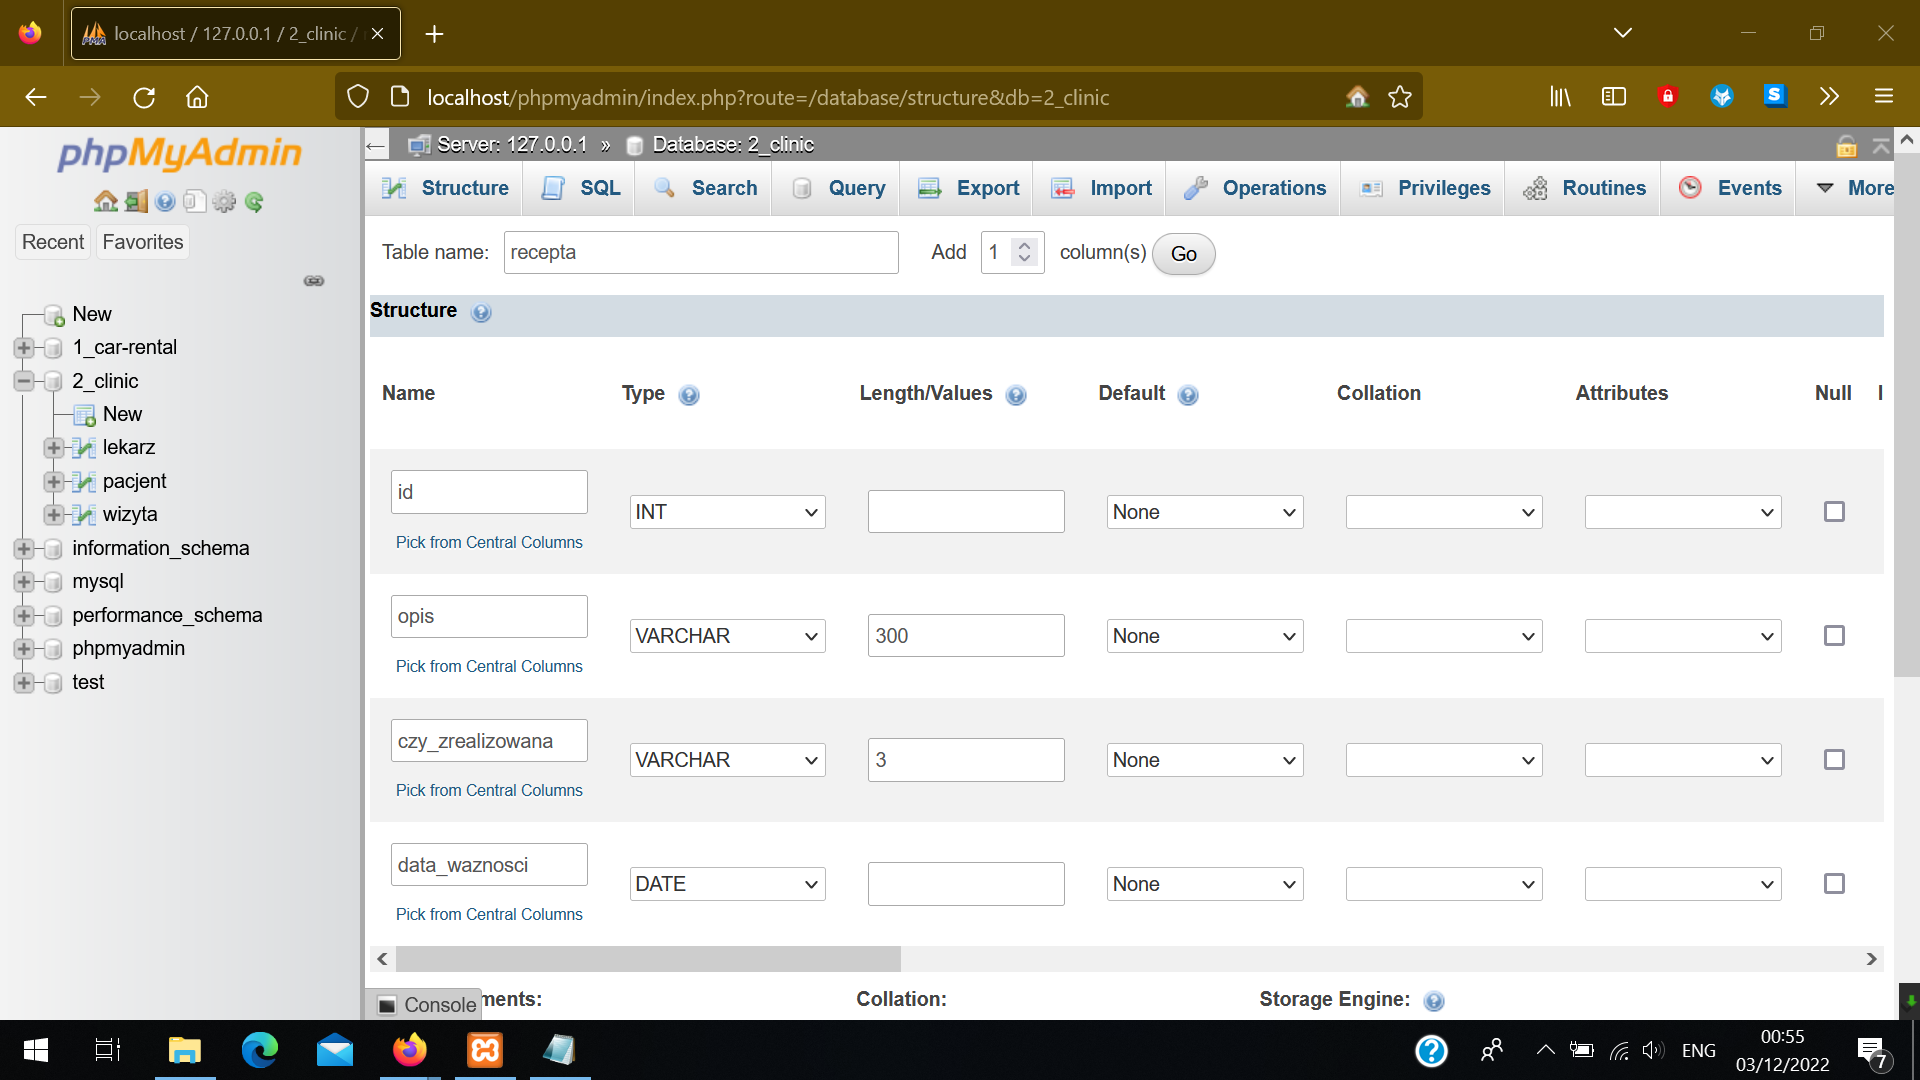 localhost / 127.0.0.1 / 2_clinic /
localhost/phpmyadmin/index.php?route=/database/structure&db=2_clinic
phpMyAdmin
Recent Favorites
New
1_car-rental
2_clinic
New
lekarz
pacjent
wizyta
information_schema
mysql
performance_schema
phpmyadmin
test
Server: 127.0.0.1 » Database: 2_clinic
Structure SQL Search Query Export Import Operations Privileges Routines Events More
Table name: recepta Add 1 column(s) Go
Structure
Name Type Length/Values Default Collation Attributes Null I
id INT None
Pick from Central Columns
opis VARCHAR 300 None
Pick from Central Columns
czy_zrealizowana VARCHAR 3 None
Pick from Central Columns
data_waznosci DATE None
Pick from Central Columns
Console ments: Collation: Storage Engine:
ENG 00:55
03/12/2022 7